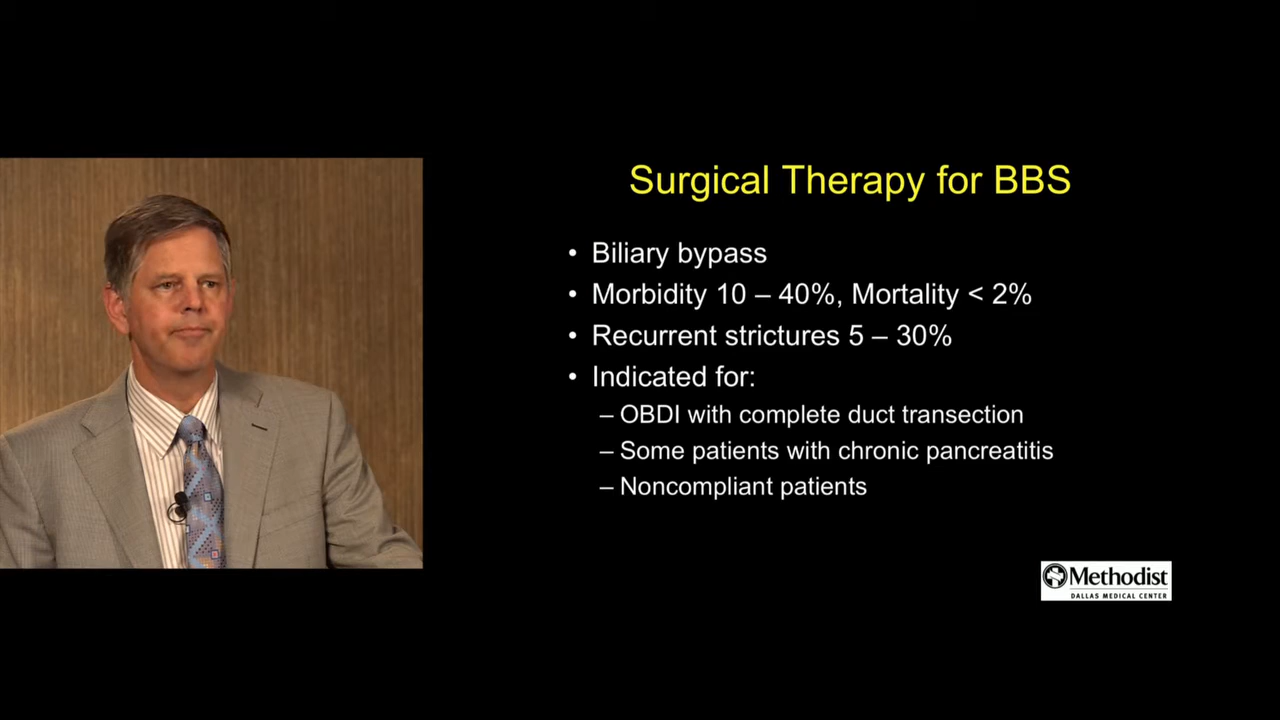 Surgical Therapy for BBS
• Biliary bypass
• Morbidity 10 – 40%, Mortality < 2%
• Recurrent strictures 5 – 30%
• Indicated for:
– OBDI with complete duct transection
– Some patients with chronic pancreatitis
– Noncompliant patients
Methodist
DALLAS MEDICAL CENTER